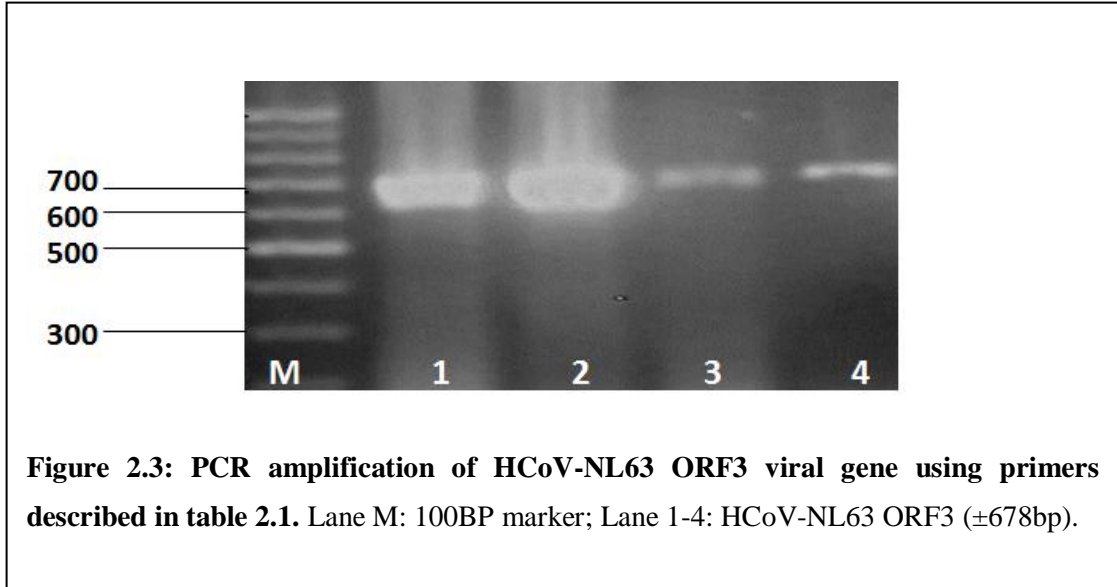 700
600
500
300
M 1 2 3 4
Figure 2.3: PCR amplification of HCoV-NL63 ORF3 viral gene using primers
described in table 2.1. Lane M: 100BP marker; Lane 1-4: HCoV-NL63 ORF3 (±678bp).